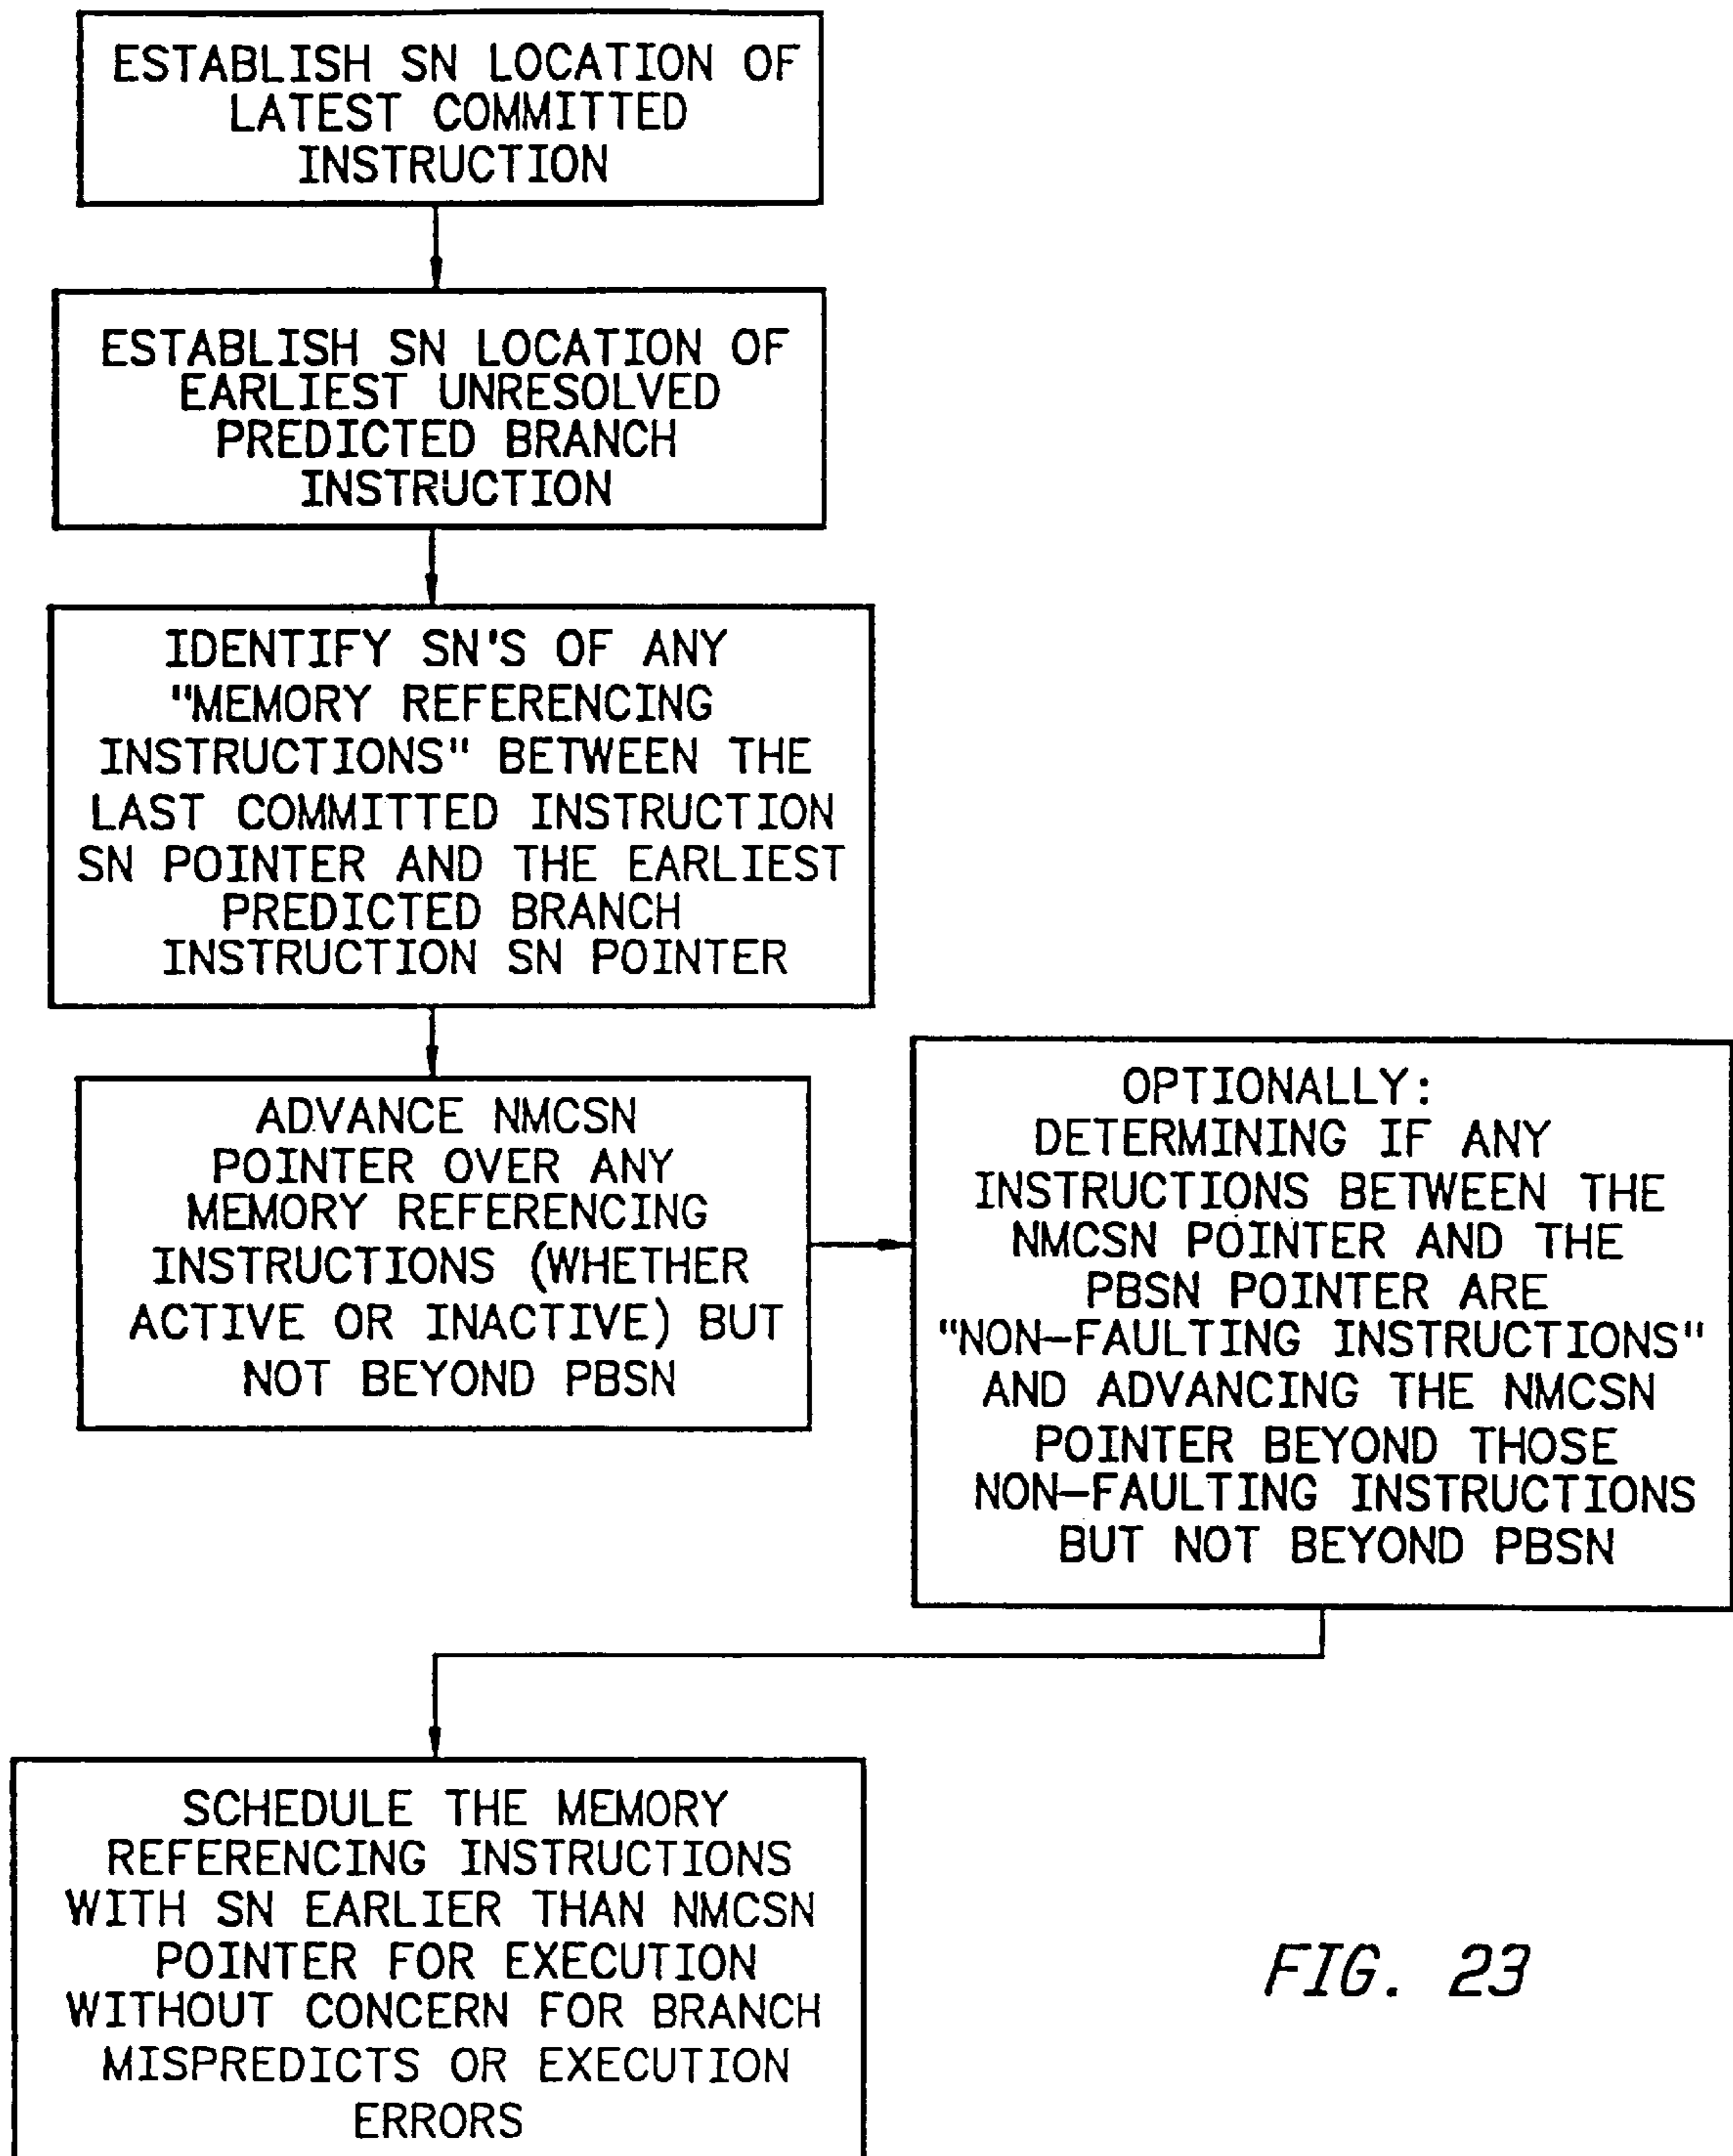 ESTABLISH SN LOCATION OF
LATEST COMMITTED
INSTRUCTION
ESTABLISH SN LOCATION OF
EARLIEST UNRESOLVED
PREDICTED BRANCH
INSTRUCTION
IDENTIFY SN'S OF ANY
"MEMORY REFERENCING
INSTRUCTIONS" BETWEEN THE
LAST COMMITTED INSTRUCTION
SN POINTER AND THE EARLIEST
PREDICTED BRANCH
INSTRUCTION SN POINTER
ADVANCE NMCSN
POINTER OVER ANY
MEMORY REFERENCING
INSTRUCTIONS (WHETHER
ACTIVE OR INACTIVE) BUT
NOT BEYOND PBSN
OPTIONALLY:
DETERMINING IF ANY
INSTRUCTIONS BETWEEN THE
NMCSN POINTER AND THE
PBSN POINTER ARE
"NON-FAULTING INSTRUCTIONS"
AND ADVANCING THE NMCSN
POINTER BEYOND THOSE
NON-FAULTING INSTRUCTIONS
BUT NOT BEYOND PBSN
SCHEDULE THE MEMORY
REFERENCING INSTRUCTIONS
WITH SN EARLIER THAN NMCSN
POINTER FOR EXECUTION
WITHOUT CONCERN FOR BRANCH
MISPREDICTS OR EXECUTION
ERRORS
FIG. 23